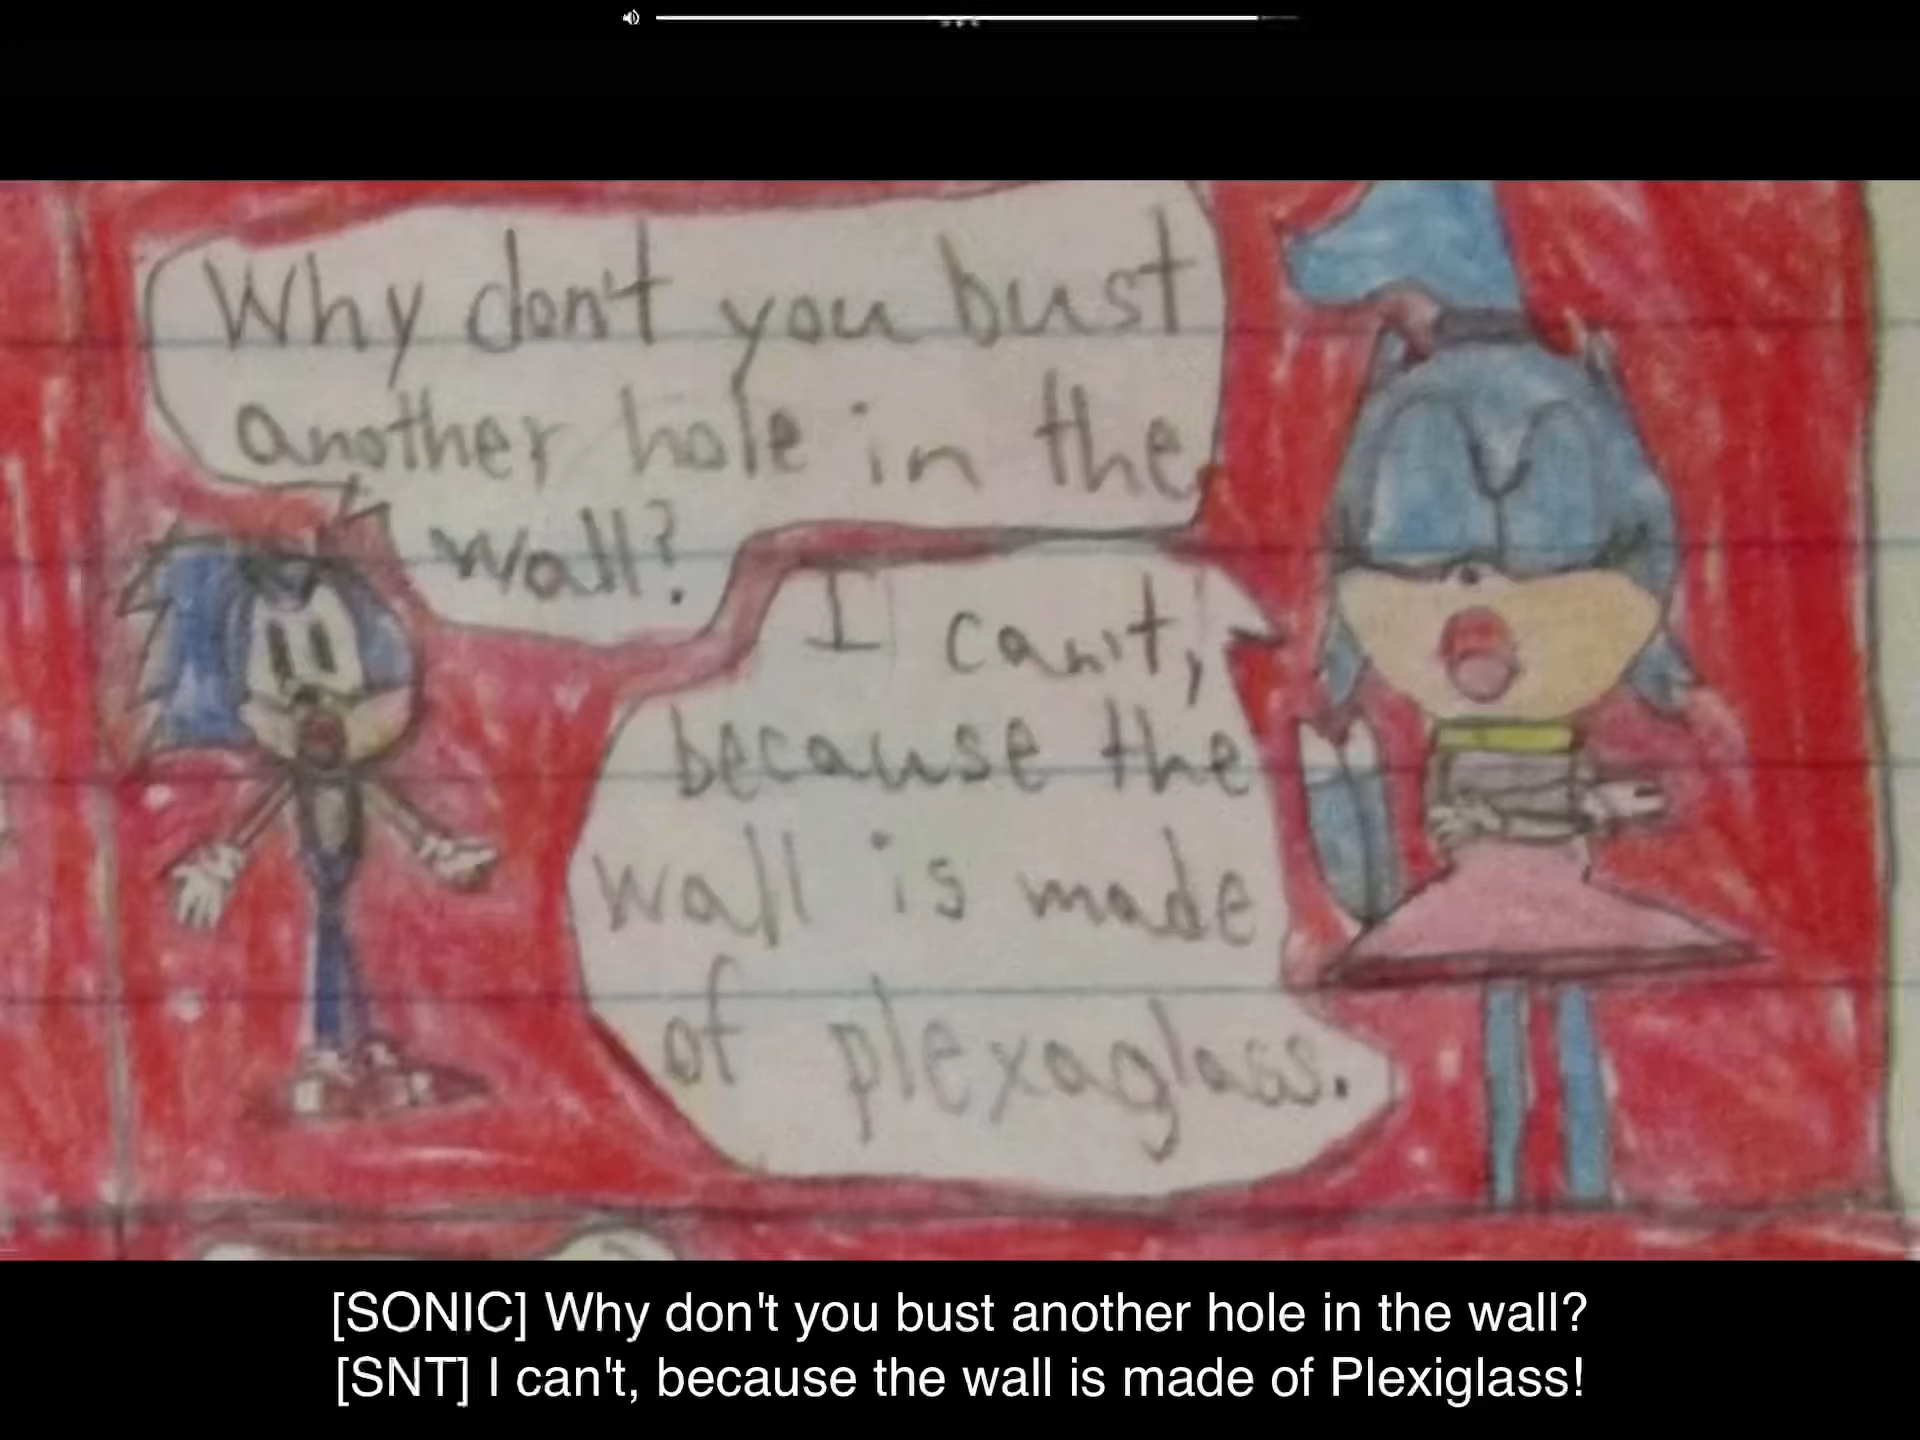 Why don't you bust
another hole in the
wall?
I can't,
because the
wall is made
of plexaglass.
[SONIC] Why don't you bust another hole in the wall?
[SNT] I can't, because the wall is made of Plexiglass!